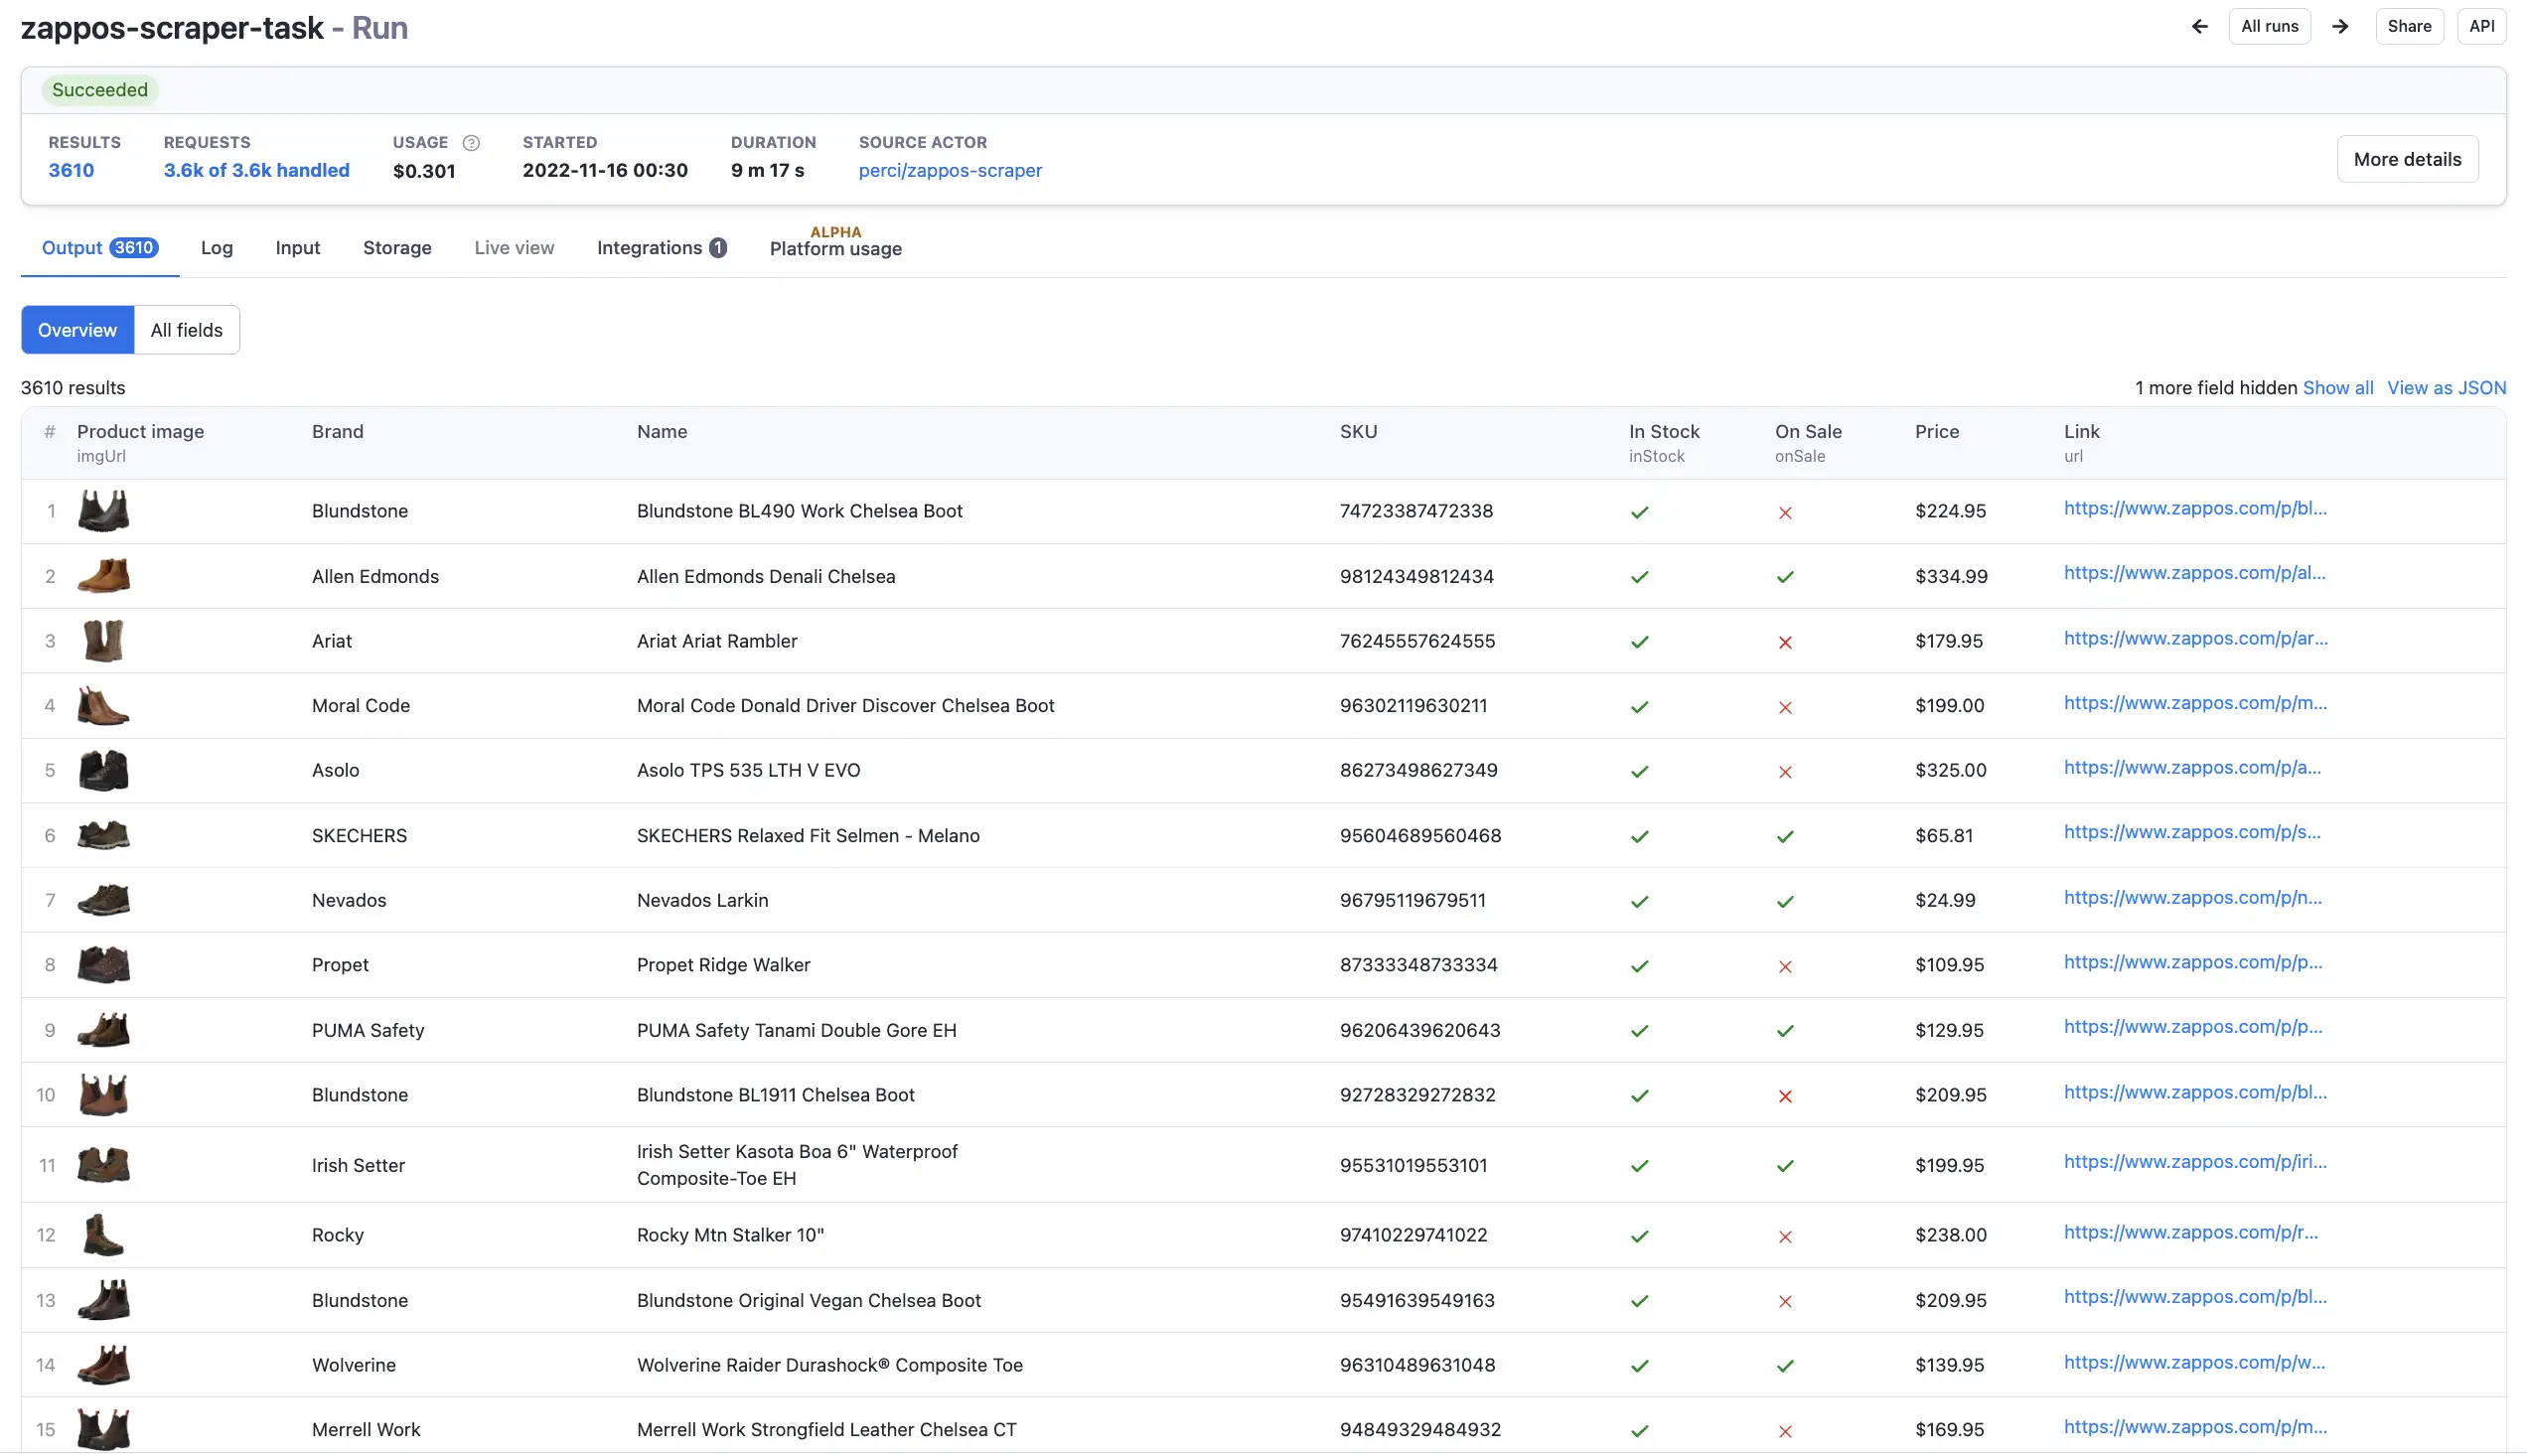 zappos-scraper-task - Run
All runs
Share
API
Succeeded
RESULTS REQUESTS USAGE STARTED DURATION SOURCE ACTOR
3610 3.6k of 3.6k handled $0.301 2022-11-16 00:30 9 m 17 s perci/zappos-scraper
More details
ALPHA
Output 3610 Log Input Storage Live view Integrations 1 Platform usage
Overview All fields
3610 results 1 more field hidden Show all View as JSON
# Product image Brand Name SKU In Stock On Sale Price Link
imgUrl inStock onSale url
1 Blundstone Blundstone BL490 Work Chelsea Boot 74723387472338 $224.95 https://www.zappos.com/p/bl...
2 Allen Edmonds Allen Edmonds Denali Chelsea 98124349812434 $334.99 https://www.zappos.com/p/al...
3 Ariat Ariat Ariat Rambler 76245557624555 $179.95 https://www.zappos.com/p/ar...
4 Moral Code Moral Code Donald Driver Discover Chelsea Boot 96302119630211 $199.00 https://www.zappos.com/p/m...
5 Asolo Asolo TPS 535 LTH V EVO 86273498627349 $325.00 https://www.zappos.com/p/a...
6 SKECHERS SKECHERS Relaxed Fit Selmen - Melano 95604689560468 $65.81 https://www.zappos.com/p/s...
7 Nevados Nevados Larkin 96795119679511 $24.99 https://www.zappos.com/p/n...
8 Propet Propet Ridge Walker 87333348733334 $109.95 https://www.zappos.com/p/p...
9 PUMA Safety PUMA Safety Tanami Double Gore EH 96206439620643 $129.95 https://www.zappos.com/p/p...
10 Blundstone Blundstone BL1911 Chelsea Boot 92728329272832 $209.95 https://www.zappos.com/p/bl...
11 Irish Setter Irish Setter Kasota Boa 6" Waterproof
Composite-Toe EH 95531019553101 $199.95 https://www.zappos.com/p/iri...
12 Rocky Rocky Mtn Stalker 10" 97410229741022 $238.00 https://www.zappos.com/p/r...
13 Blundstone Blundstone Original Vegan Chelsea Boot 95491639549163 $209.95 https://www.zappos.com/p/bl...
14 Wolverine Wolverine Raider Durashock® Composite Toe 96310489631048 $139.95 https://www.zappos.com/p/w...
15 Merrell Work Merrell Work Strongfield Leather Chelsea CT 94849329484932 $169.95 https://www.zappos.com/p/m...